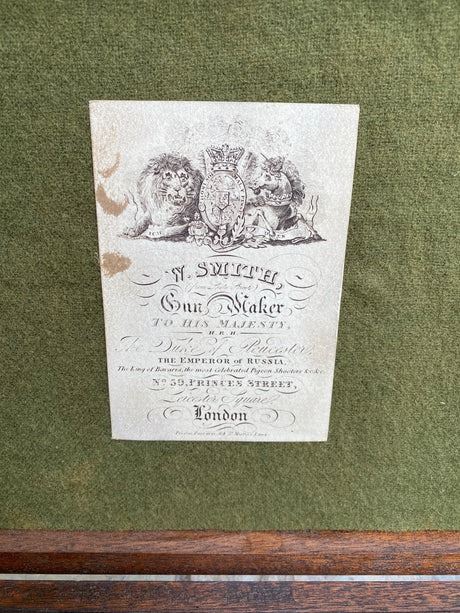 W. SMITH,
Gun Maker
TO HIS MAJESTY,
H.R.H.
The Duke of Gloucester,
THE EMPEROR of RUSSIA,
The King of Bavaria, the most Celebrated Pigeon Shooters &c &c.
No. 59, PRINCES STREET,
Leicester Square,
London